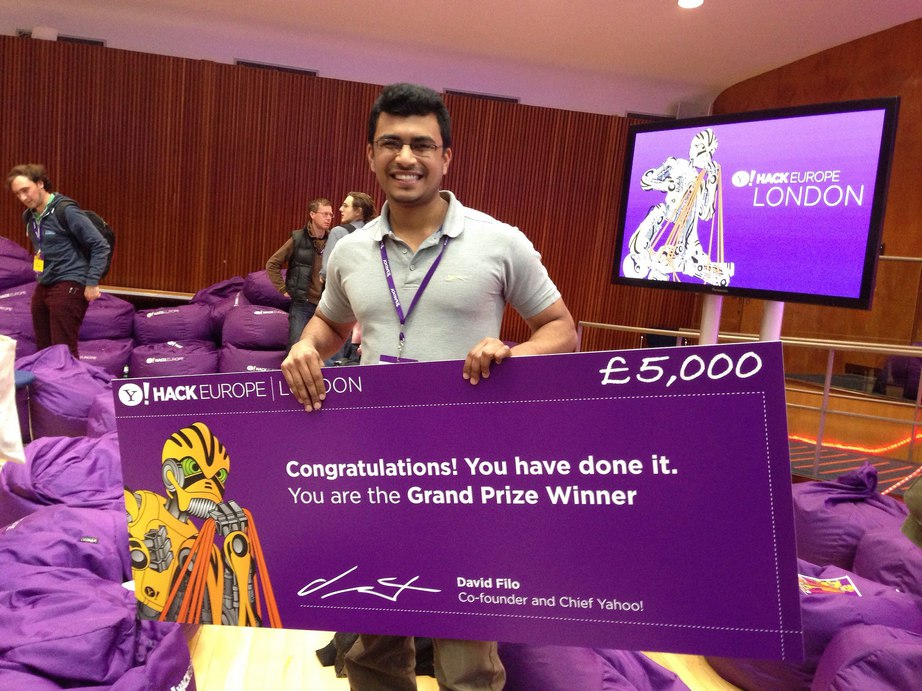 Y! HACK EUROPE
LONDON
Y! HACK EUROPE | LONDON
£5,000
Congratulations! You have done it.
You are the Grand Prize Winner
David Filo
Co-founder and Chief Yahoo!